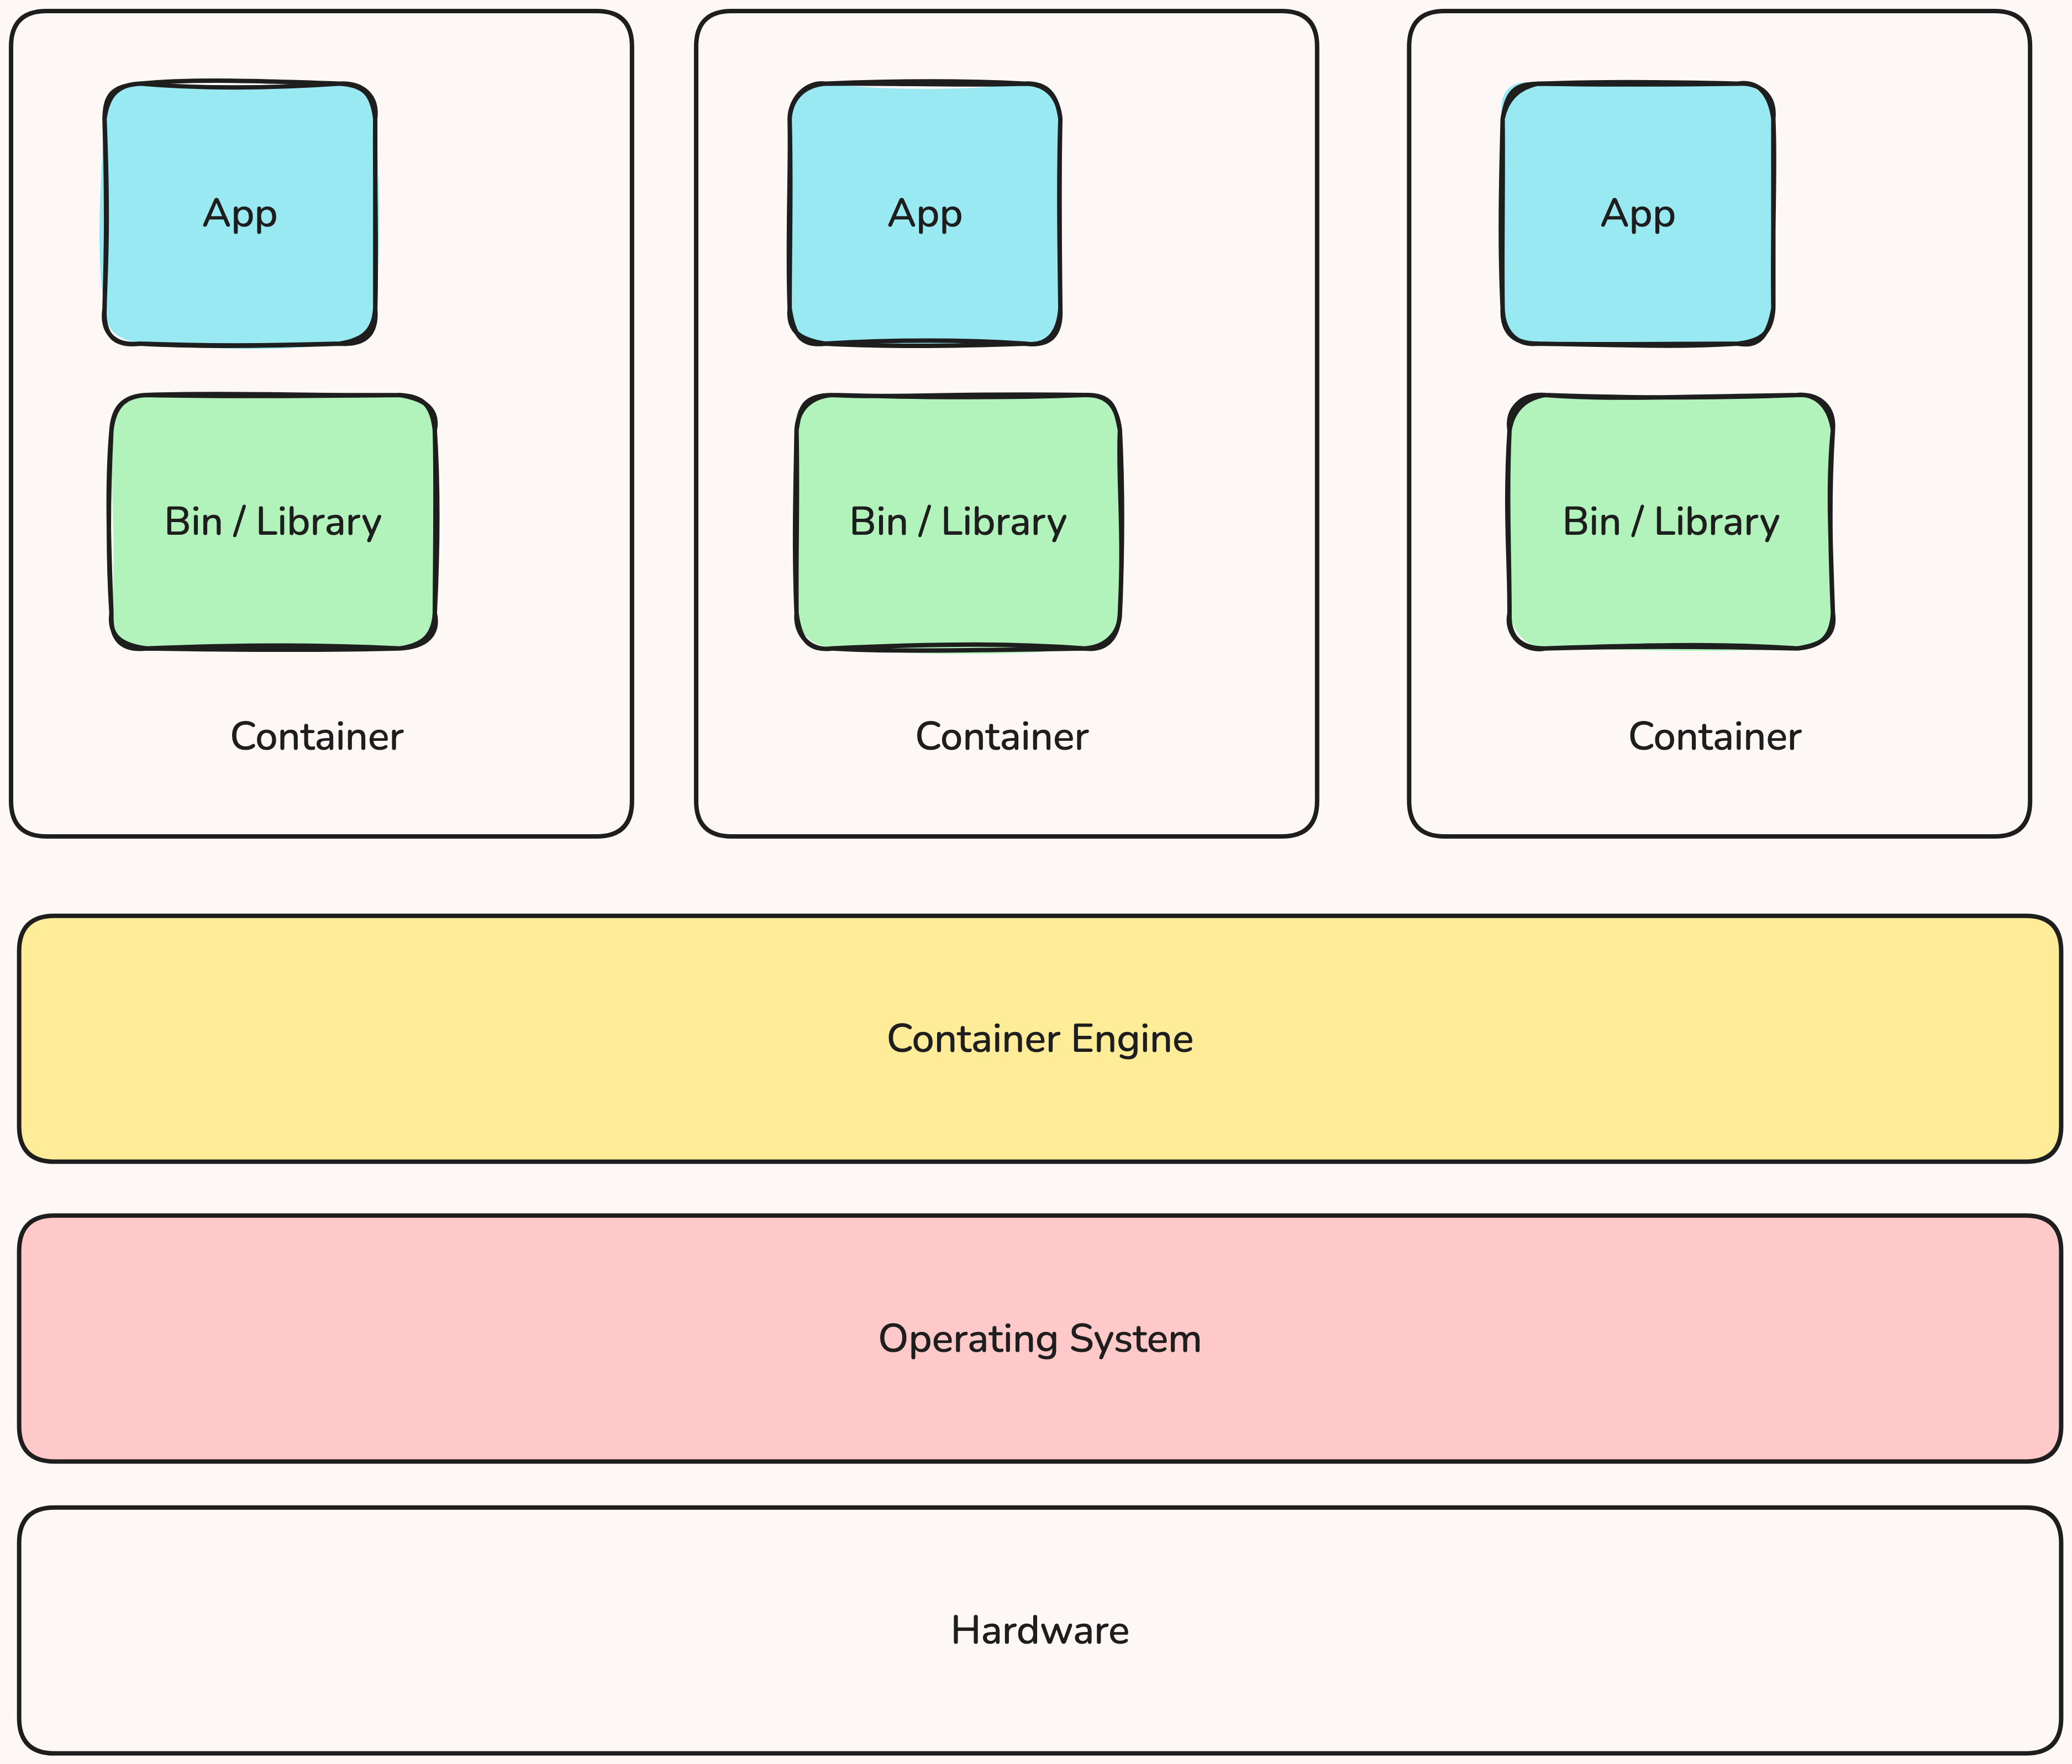 App
App
App
Bin / Library
Bin / Library
Bin / Library
Container
Container
Container
Container Engine
Operating System
Hardware